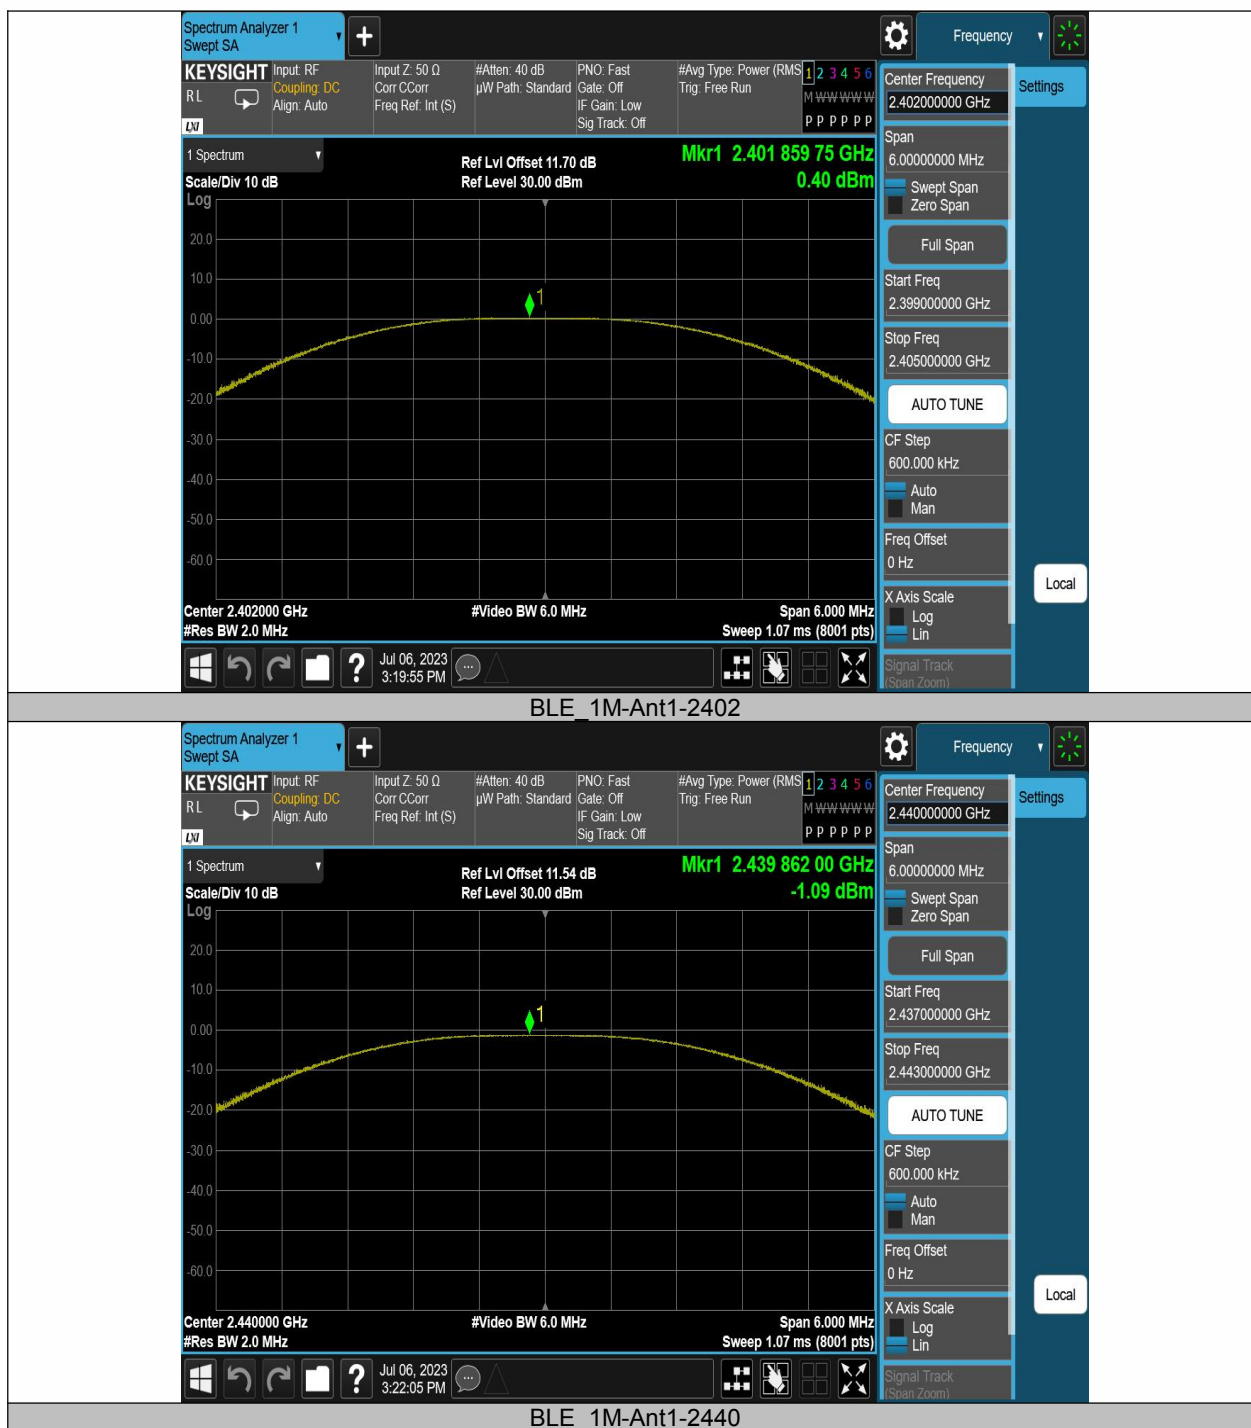 Spectrum Analyzer 1
Swept SA
Frequency
KEYSIGHT
RL
LXI
Input: RF
Coupling: DC
Align: Auto
Input Z: 50 Ω
Corr CCorr
Freq Ref: Int (S)
#Atten: 40 dB
µW Path: Standard
PNO: Fast
Gate: Off
IF Gain: Low
Sig Track: Off
#Avg Type: Power (RMS
Trig: Free Run
1 2 3 4 5 6
M W W W W W
P P P P P P
1 Spectrum
Scale/Div 10 dB
Log
Ref Lvl Offset 11.70 dB
Ref Level 30.00 dBm
Mkr1 2.401 859 75 GHz
0.40 dBm
20.0
10.0
0.00
-10.0
-20.0
-30.0
-40.0
-50.0
-60.0
1
Center 2.402000 GHz
#Res BW 2.0 MHz
#Video BW 6.0 MHz
Span 6.000 MHz
Sweep 1.07 ms (8001 pts)
Jul 06, 2023
3:19:55 PM
Center Frequency
2.402000000 GHz
Settings
Span
6.00000000 MHz
Swept Span
Zero Span
Full Span
Start Freq
2.399000000 GHz
Stop Freq
2.405000000 GHz
AUTO TUNE
CF Step
600.000 kHz
Auto
Man
Freq Offset
0 Hz
Local
X Axis Scale
Log
Lin
Signal Track
(Span Zoom)
BLE_1M-Ant1-2402
Spectrum Analyzer 1
Swept SA
Frequency
KEYSIGHT
RL
LXI
Input: RF
Coupling: DC
Align: Auto
Input Z: 50 Ω
Corr CCorr
Freq Ref: Int (S)
#Atten: 40 dB
µW Path: Standard
PNO: Fast
Gate: Off
IF Gain: Low
Sig Track: Off
#Avg Type: Power (RMS
Trig: Free Run
1 2 3 4 5 6
M W W W W W
P P P P P P
1 Spectrum
Scale/Div 10 dB
Log
Ref Lvl Offset 11.54 dB
Ref Level 30.00 dBm
Mkr1 2.439 862 00 GHz
-1.09 dBm
20.0
10.0
0.00
-10.0
-20.0
-30.0
-40.0
-50.0
-60.0
1
Center 2.440000 GHz
#Res BW 2.0 MHz
#Video BW 6.0 MHz
Span 6.000 MHz
Sweep 1.07 ms (8001 pts)
Jul 06, 2023
3:22:05 PM
Center Frequency
2.440000000 GHz
Settings
Span
6.00000000 MHz
Swept Span
Zero Span
Full Span
Start Freq
2.437000000 GHz
Stop Freq
2.443000000 GHz
AUTO TUNE
CF Step
600.000 kHz
Auto
Man
Freq Offset
0 Hz
Local
X Axis Scale
Log
Lin
Signal Track
(Span Zoom)
BLE_1M-Ant1-2440